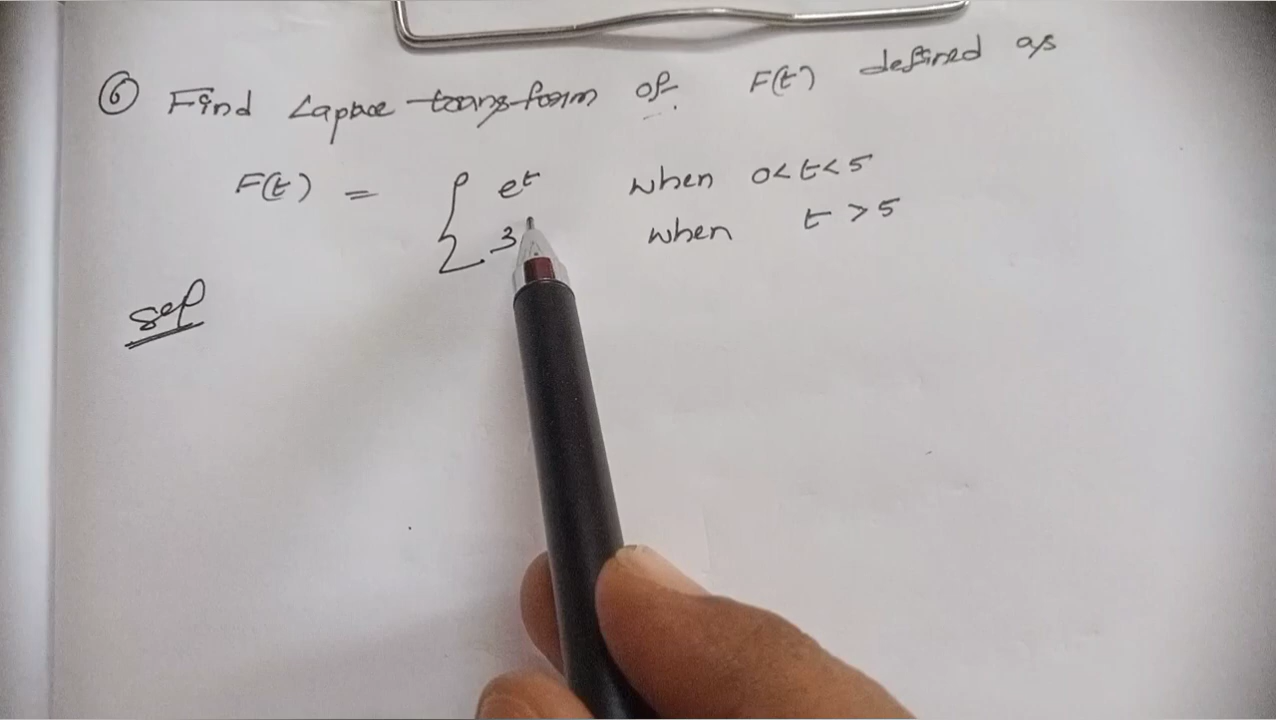 ⑥ Find Laplace transform of F(t) defined as
F(t) = { e^t when 0<t<5
3 when t >5
Sol